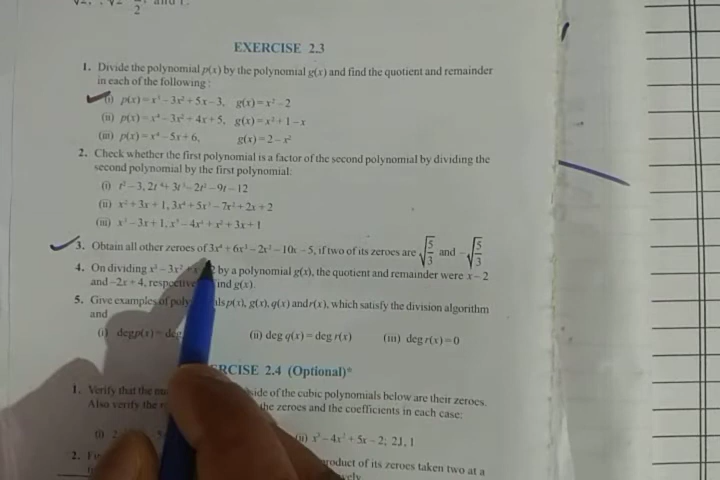 2
EXERCISE 2.3
1. Divide the polynomial p(x) by the polynomial g(x) and find the quotient and remainder
in each of the following :
(i) p(x) = x³ – 3x² + 5x – 3, g(x) = x² – 2
(ii) p(x) = x⁴ – 3x² + 4x + 5, g(x) = x² + 1 – x
(iii) p(x) = x⁴ – 5x + 6, g(x) = 2 – x²
2. Check whether the first polynomial is a factor of the second polynomial by dividing the
second polynomial by the first polynomial:
(i) t² – 3, 2t⁴ + 3t³ – 2t² – 9t – 12
(ii) x² + 3x + 1, 3x⁴ + 5x³ – 7x² + 2x + 2
(iii) x³ – 3x + 1, x⁵ – 4x³ + x² + 3x + 1
3. Obtain all other zeroes of 3x⁴ + 6x³ – 2x² – 10x – 5, if two of its zeroes are √5/3 and –√5/3
4. On dividing x³ – 3x² 2 by a polynomial g(x), the quotient and remainder were x – 2
and –2x + 4, g(x).
5. Give examples of p(x), g(x), q(x) and r(x), which satisfy the division algorithm
and
(i) deg p(x) = (ii) deg q(x) = deg r(x) (iii) deg r(x) = 0
2.4 (Optional)*
1. Verify that the of the cubic polynomials below are their zeroes.
Also verify the the zeroes and the coefficients in each case:
(i) (ii) x³ – 4x² + 5x – 2; 2, 1, 1
2. of its zeroes taken two at a